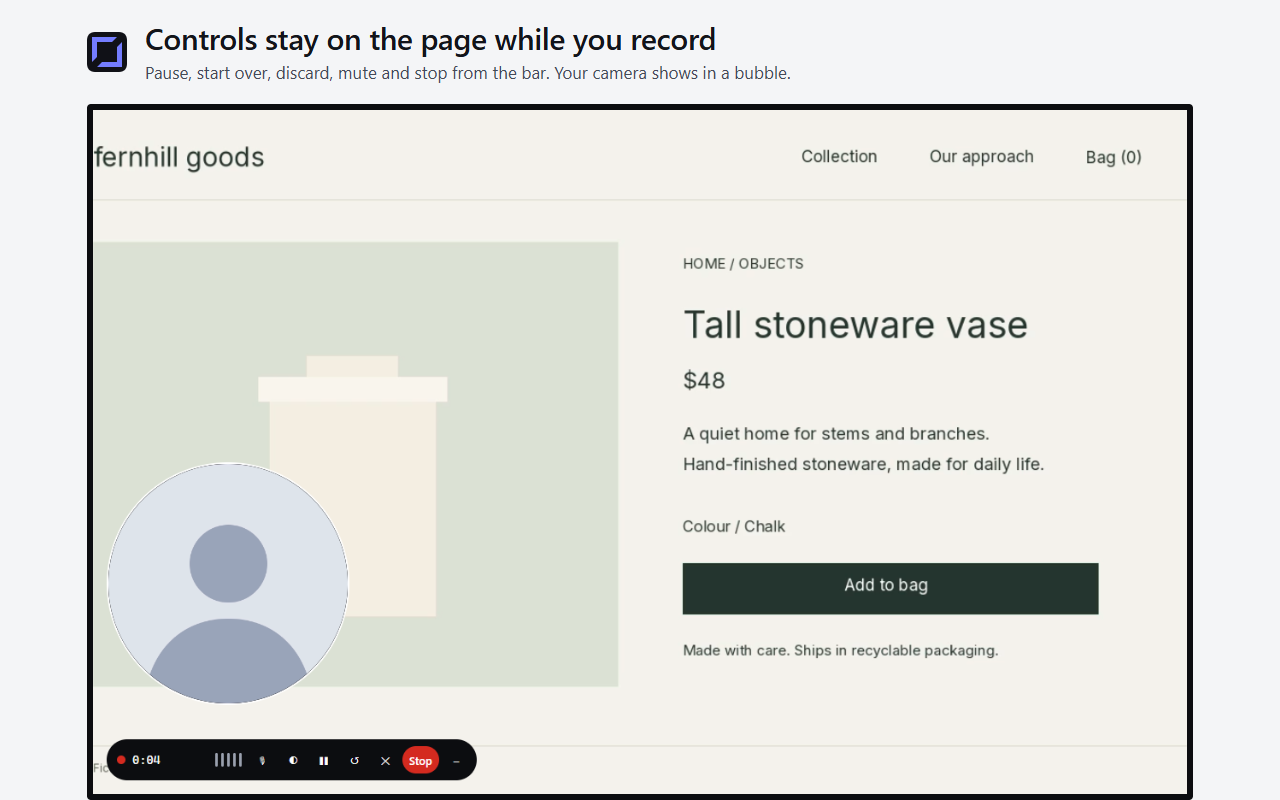 Controls stay on the page while you record
Pause, start over, discard, mute and stop from the bar. Your camera shows in a bubble.
fernhill goods
Collection
Our approach
Bag (0)
HOME / OBJECTS
Tall stoneware vase
$48
A quiet home for stems and branches.
Hand-finished stoneware, made for daily life.
Colour / Chalk
Add to bag
Made with care. Ships in recyclable packaging.
0:04
Stop